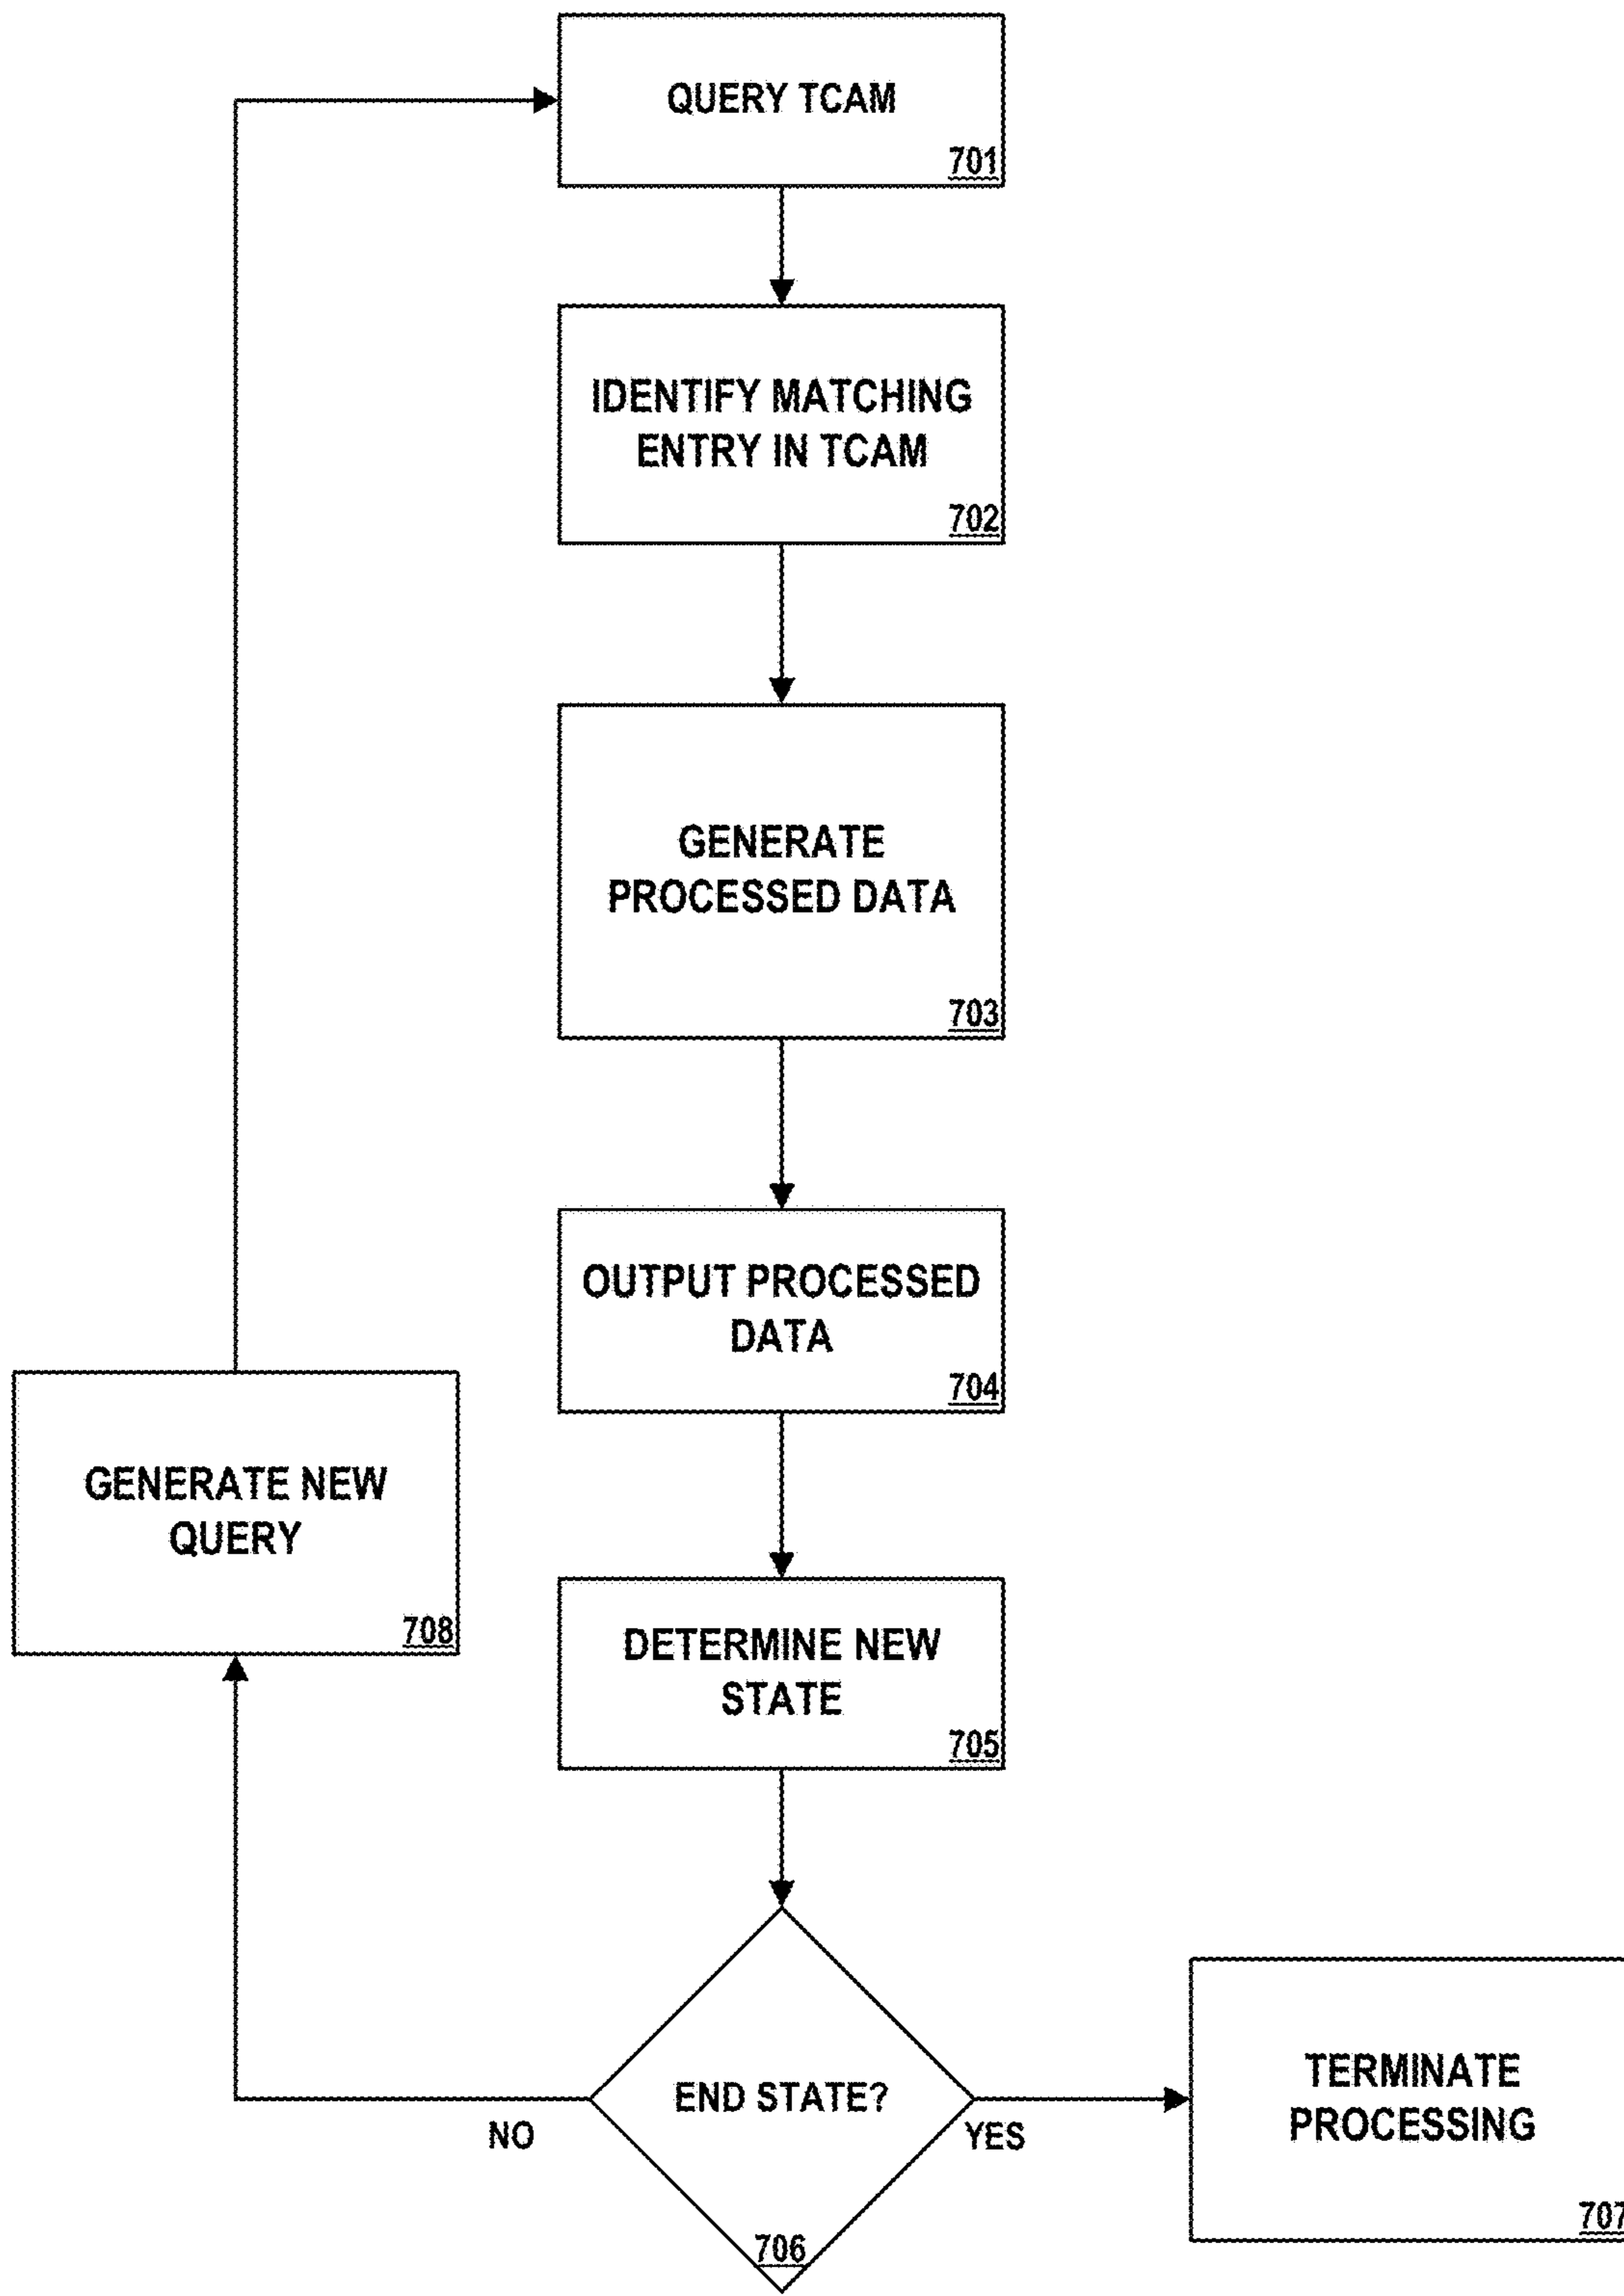 QUERY TCAM
701
IDENTIFY MATCHING
ENTRY IN TCAM
702
GENERATE
PROCESSED DATA
703
OUTPUT PROCESSED
DATA
704
GENERATE NEW
QUERY
708
DETERMINE NEW
STATE
705
END STATE?
NO
YES
706
TERMINATE
PROCESSING
707